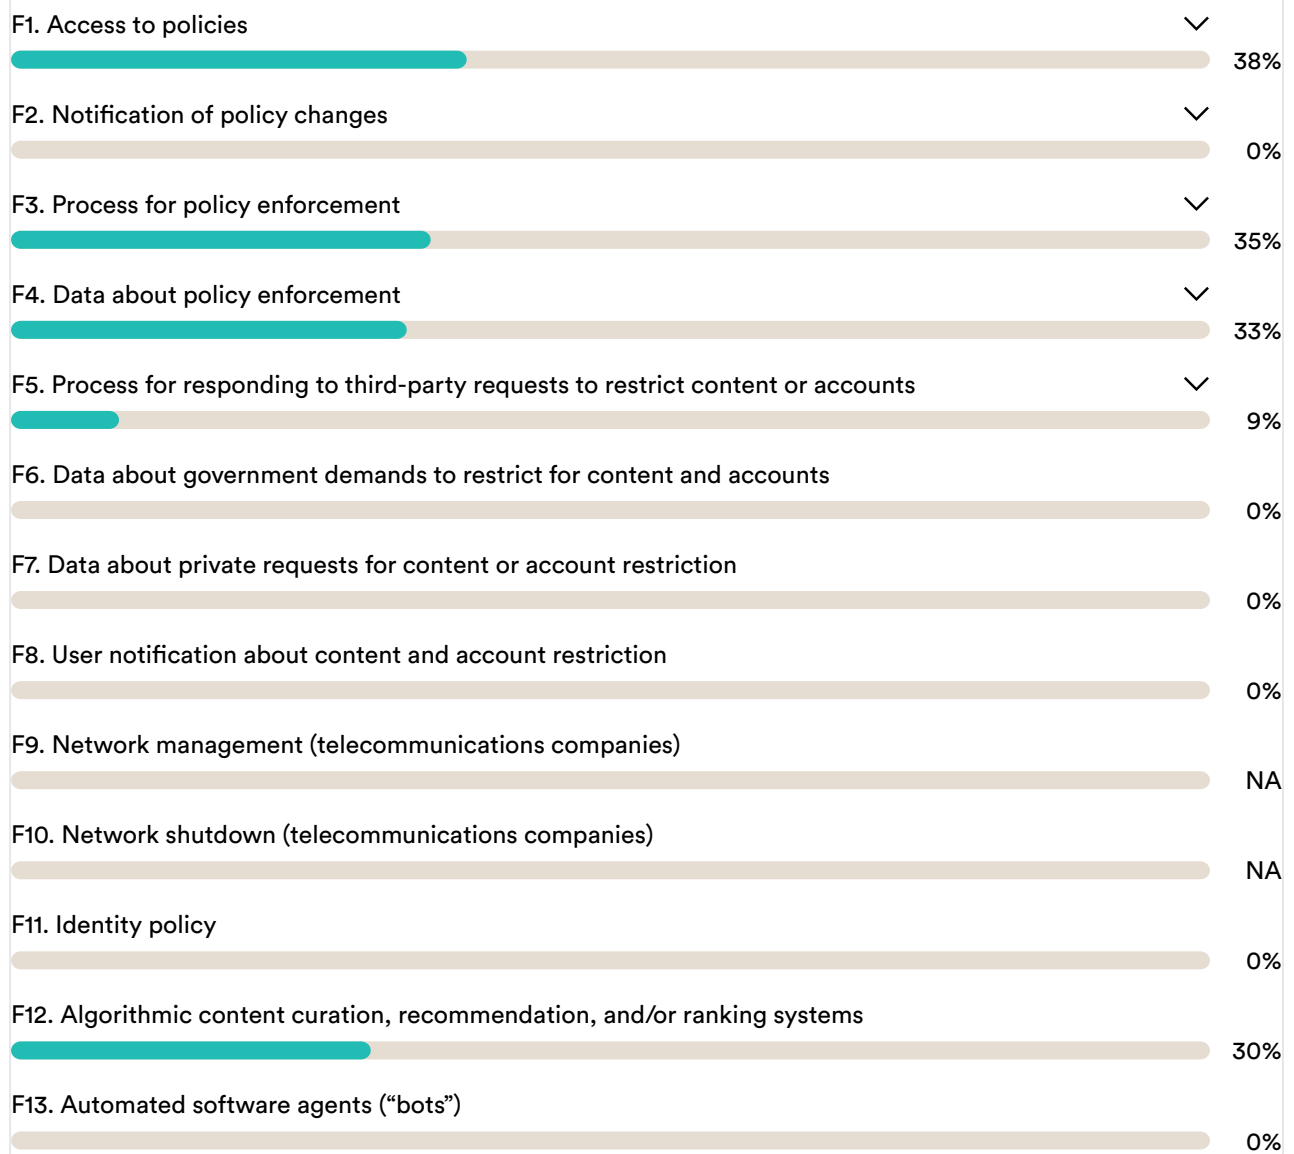 F1. Access to policies
38%
F2. Notification of policy changes
0%
F3. Process for policy enforcement
35%
F4. Data about policy enforcement
33%
F5. Process for responding to third-party requests to restrict content or accounts
9%
F6. Data about government demands to restrict for content and accounts
0%
F7. Data about private requests for content or account restriction
0%
F8. User notification about content and account restriction
0%
F9. Network management (telecommunications companies)
NA
F10. Network shutdown (telecommunications companies)
NA
F11. Identity policy
0%
F12. Algorithmic content curation, recommendation, and/or ranking systems
30%
F13. Automated software agents (“bots”)
0%